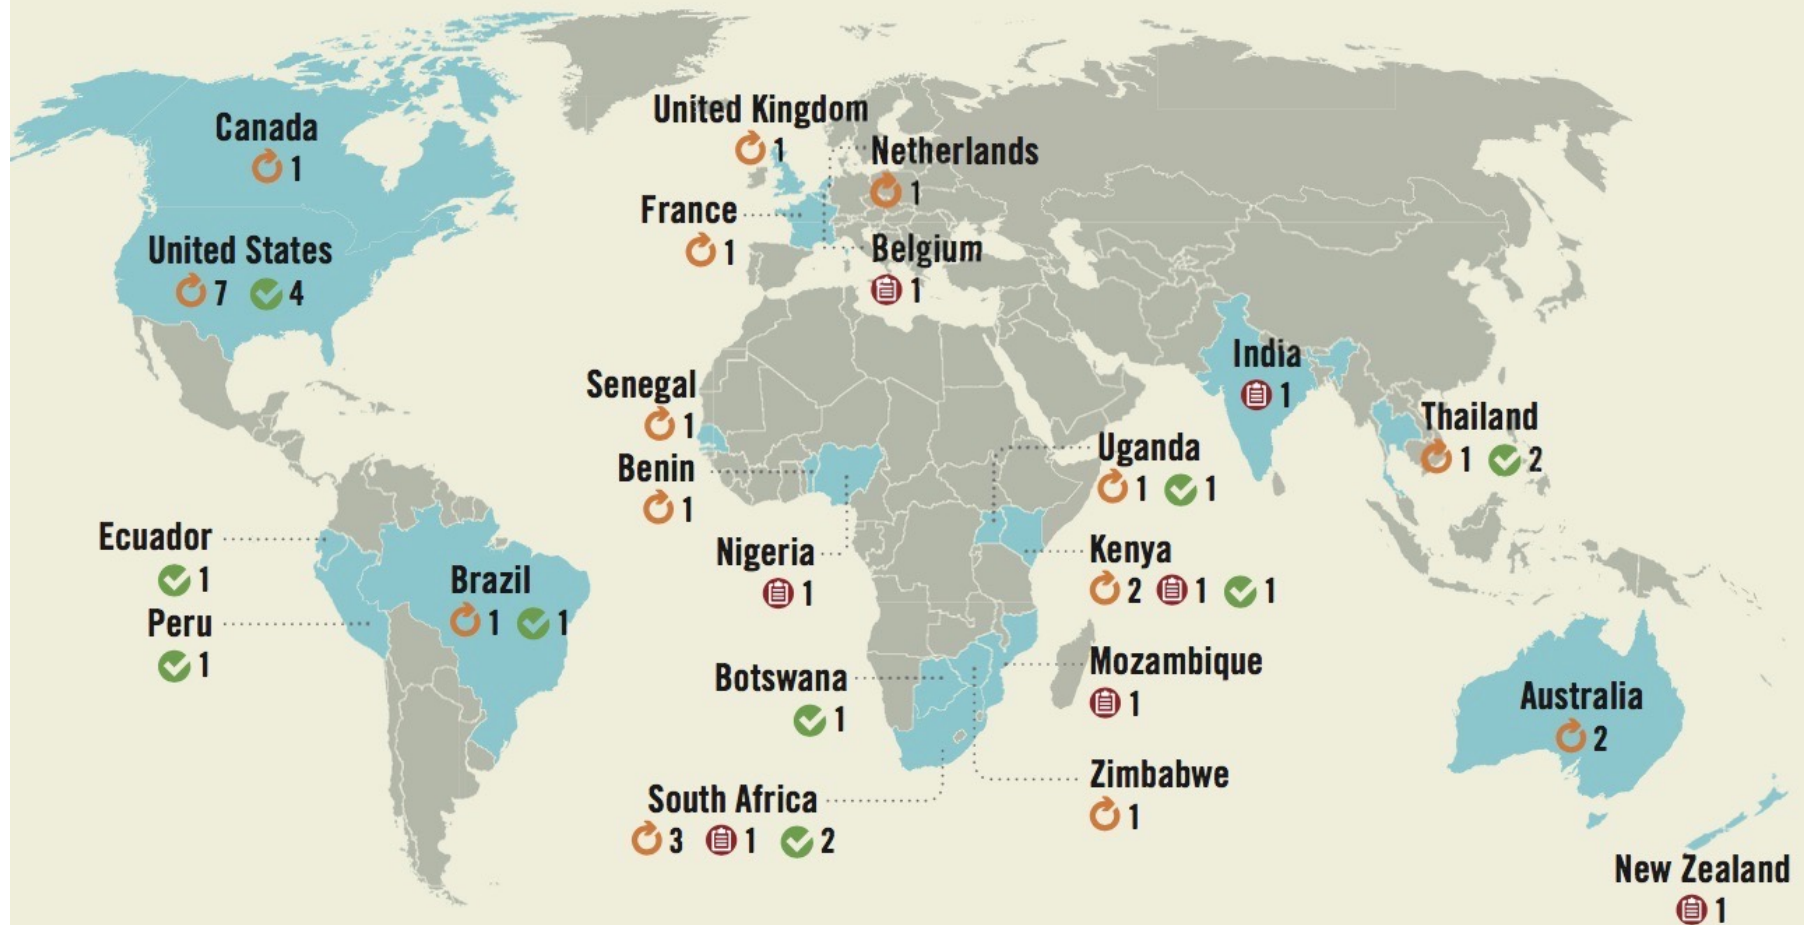 Canada
1
United States
7 4
United Kingdom
1
Netherlands
1
France
1
Belgium
1
Senegal
1
Benin
1
Nigeria
1
Uganda
1 1
Kenya
2 1 1
India
1
Thailand
1 2
Ecuador
1
Peru
1
Brazil
1 1
Botswana
1
Mozambique
1
South Africa
3 1 2
Zimbabwe
1
Australia
2
New Zealand
1